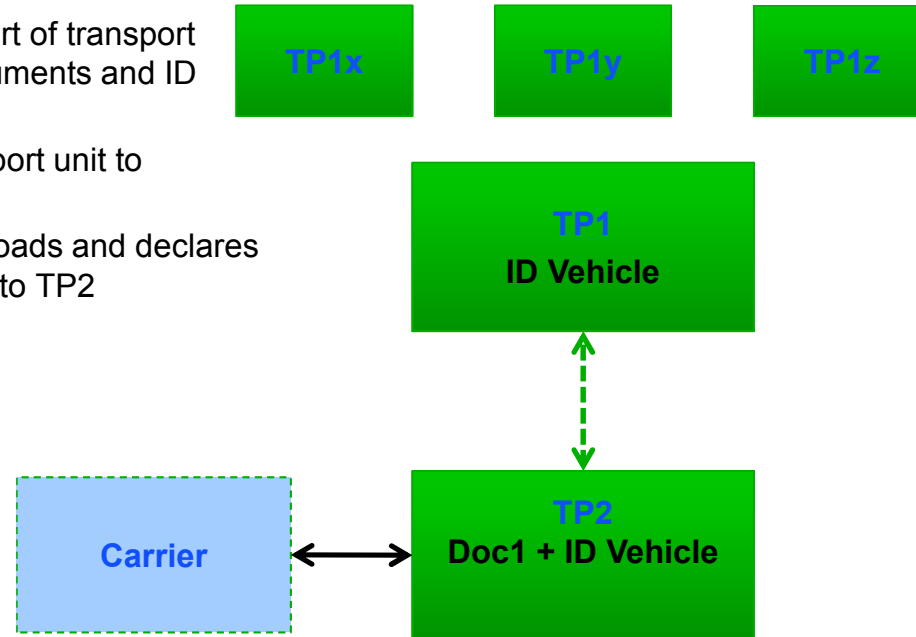 rt of transport
uments and ID
port unit to
oads and declares
to TP2
TP1x
TP1y
TP1z
TP1
ID Vehicle
TP2
Doc1 + ID Vehicle
Carrier